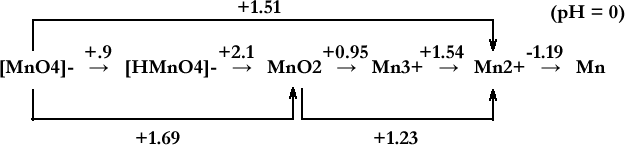 +1.51
(pH = 0)
+.9 +2.1 +0.95 +1.54 -1.19
[MnO4]- → [HMnO4]- → MnO2 → Mn3+ → Mn2+ → Mn
+1.69 +1.23